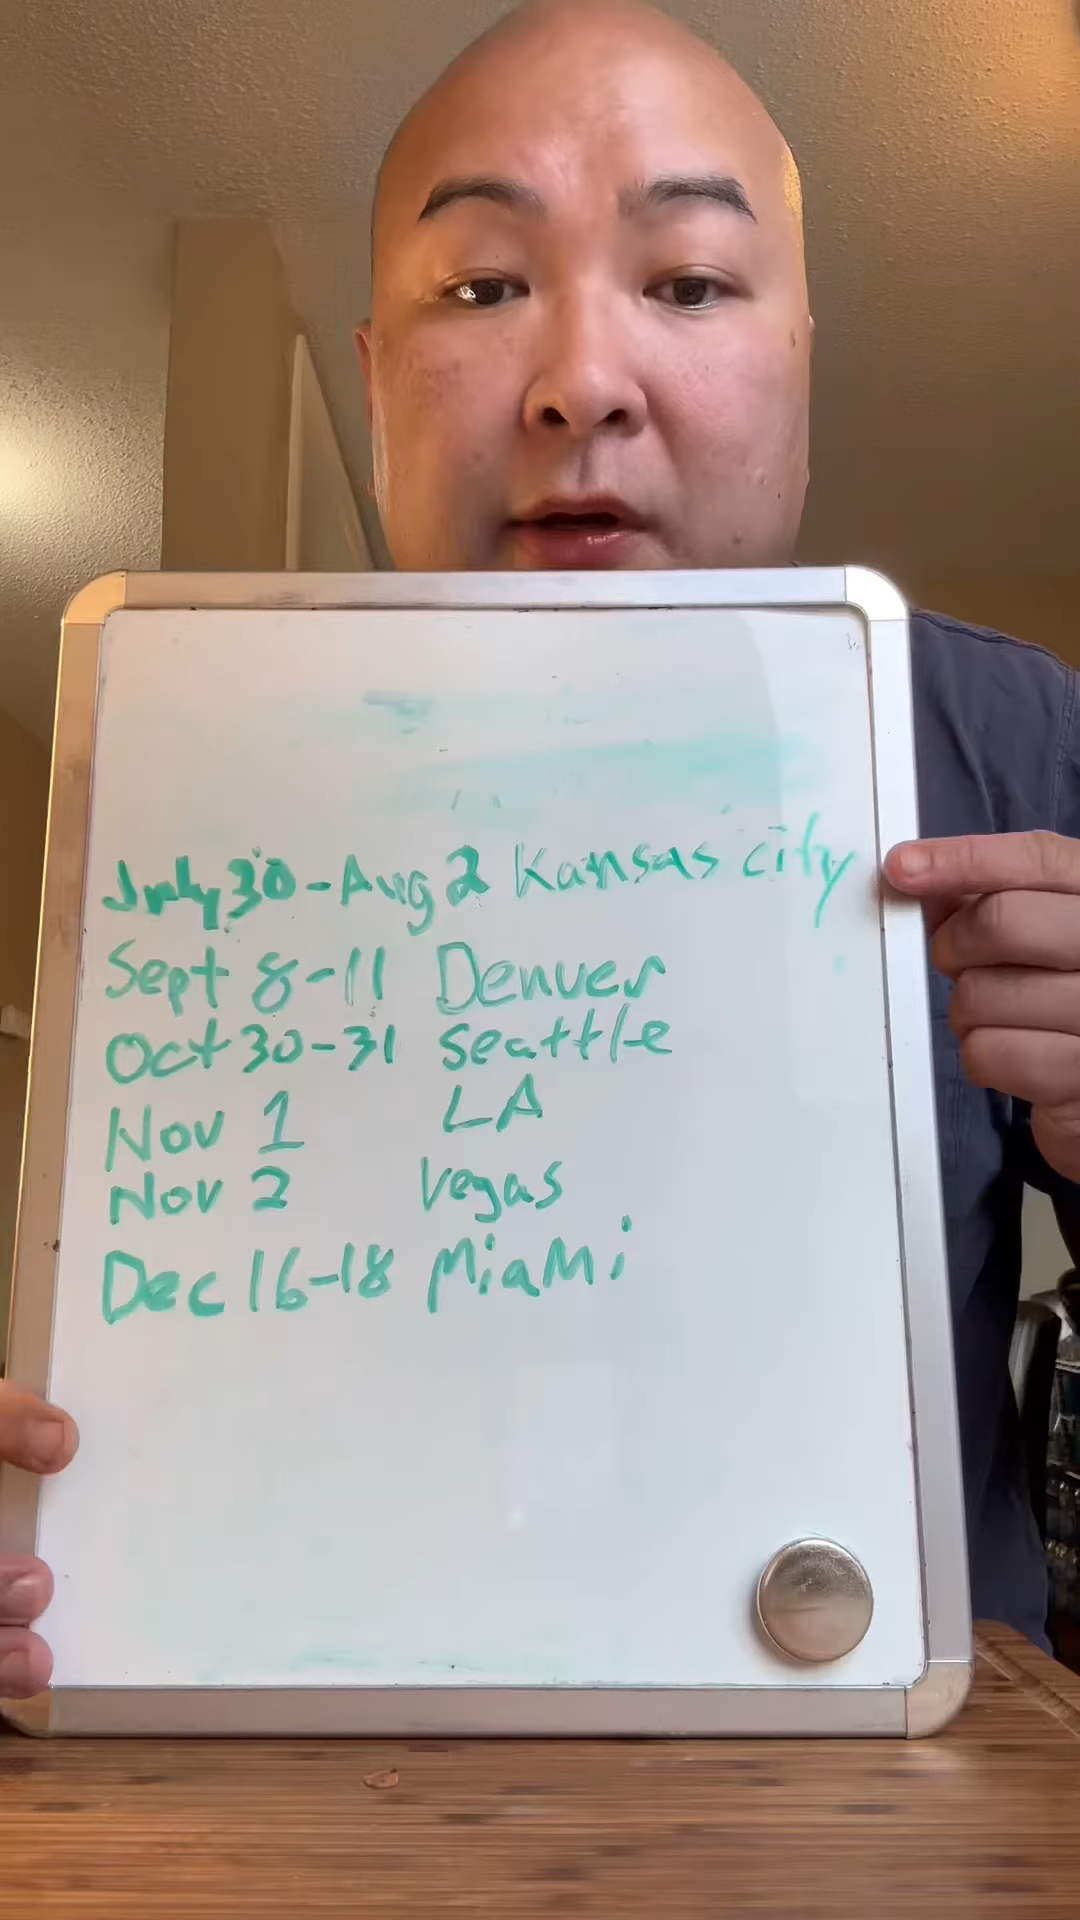 July 30-Aug 2 Kansas city
Sept 8-11 Denver
Oct 30-31 Seattle
Nov 1 LA
Nov 2 Vegas
Dec 16-18 MiaMi